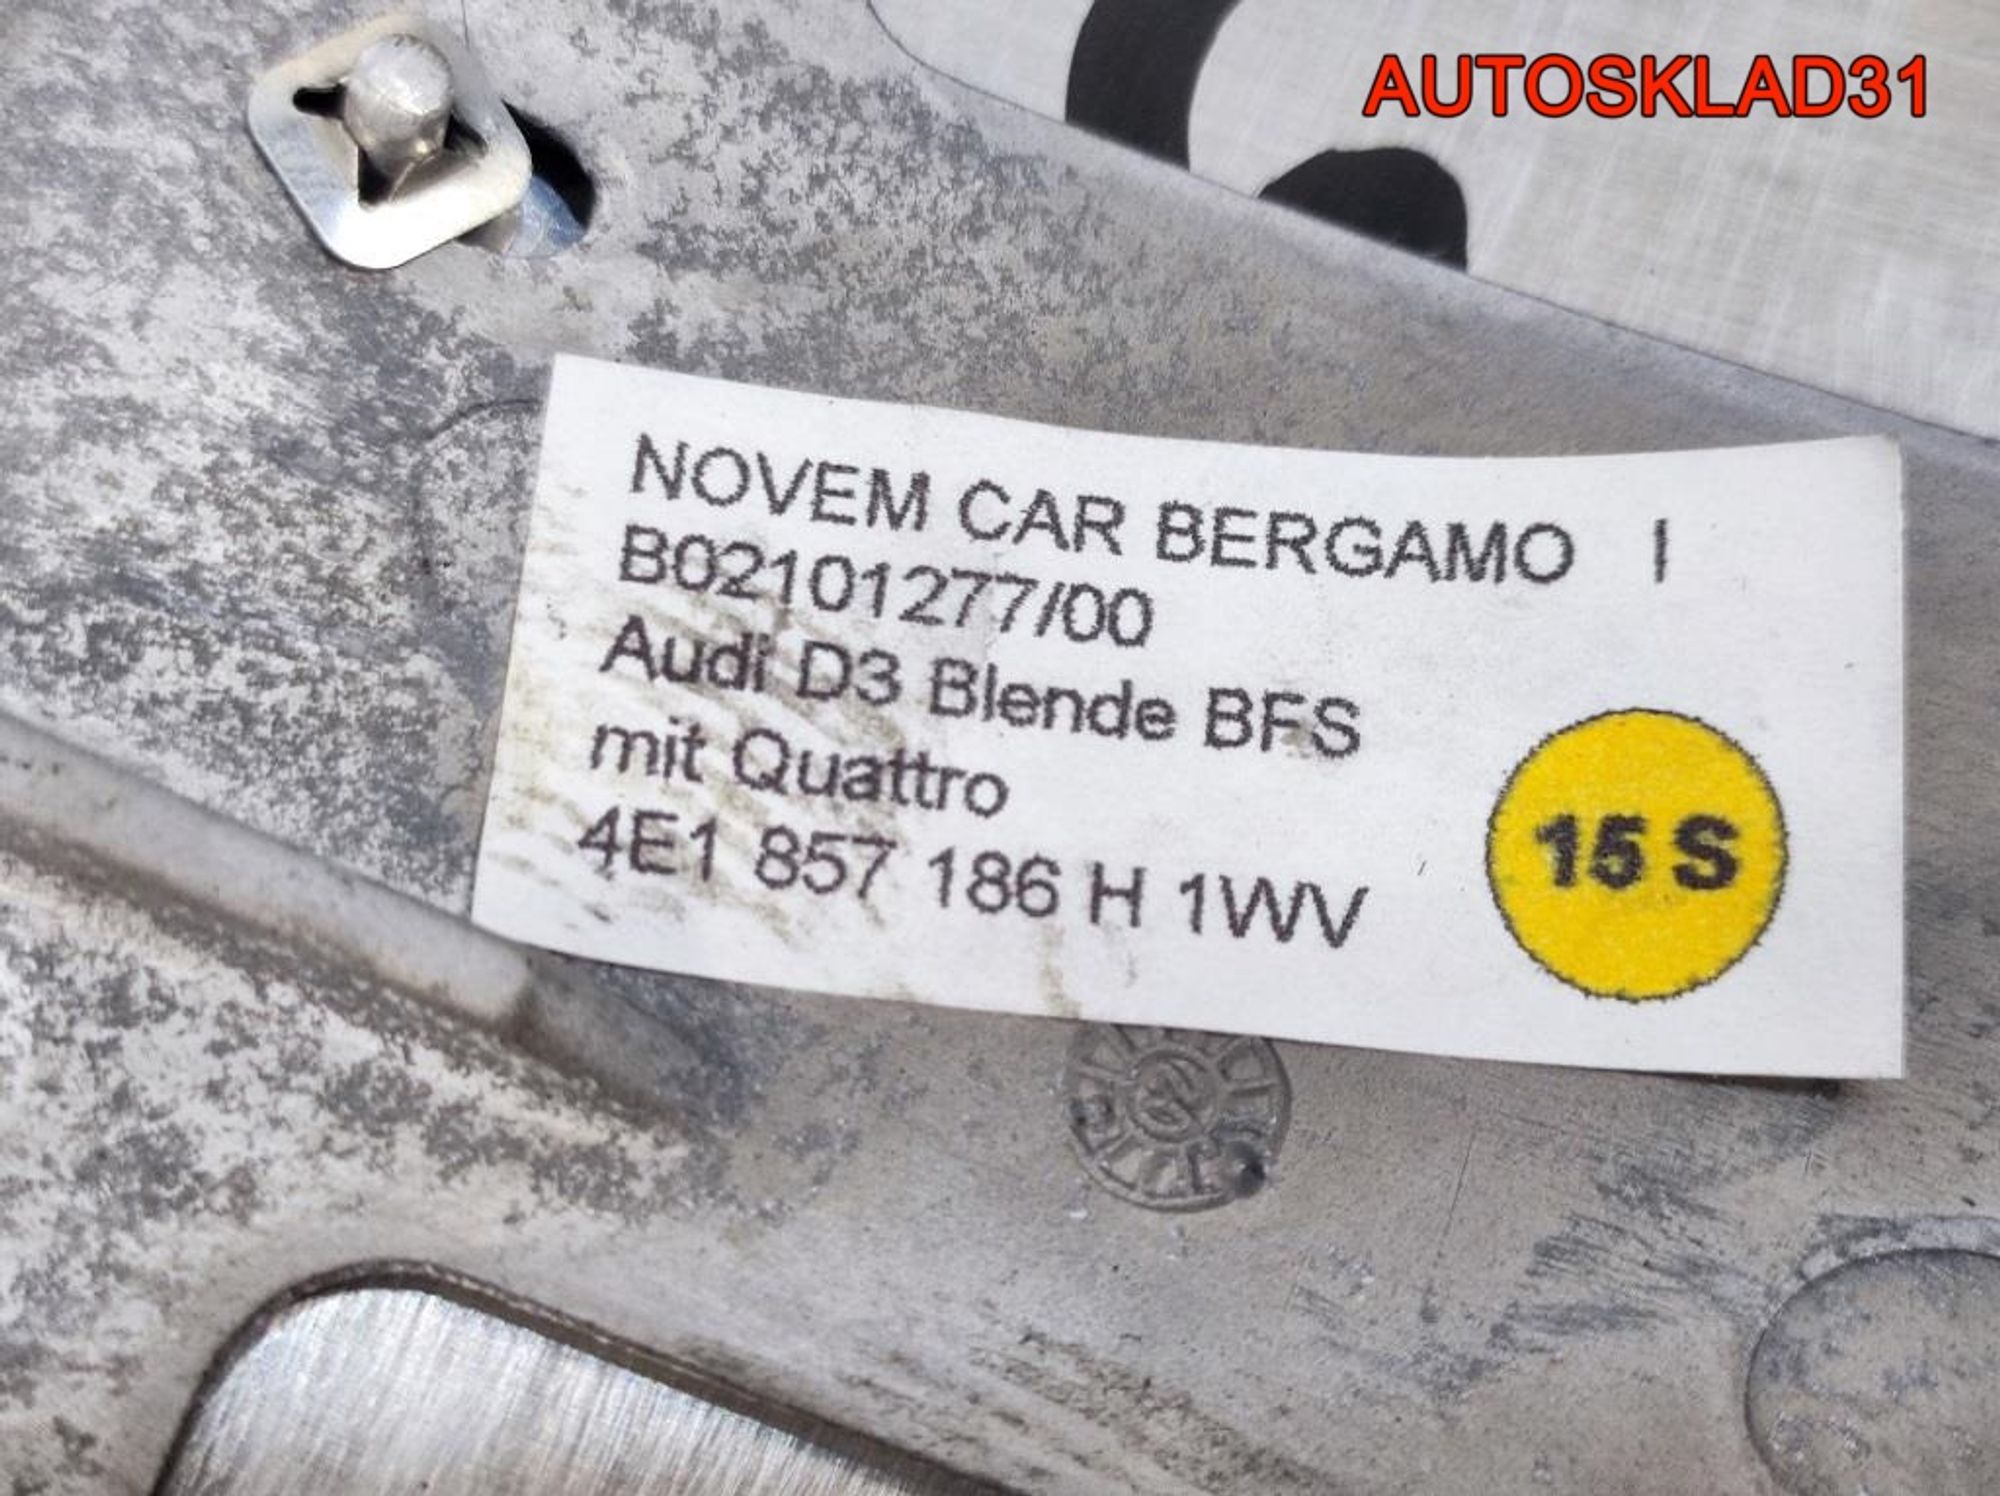 AUTOSKLAD31
NOVEM CAR BERGAMO I
B02101277/00
Audi D3 Blende BFS
mit Quattro
4E1 857 186 H 1WV
15 S